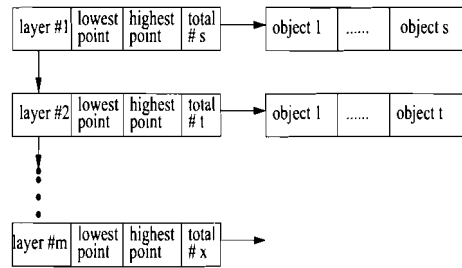 layer #1 lowest point highest point total # s object 1 ...... object s
layer #2 lowest point highest point total # t object 1 ...... object t
layer #m lowest point highest point total # x